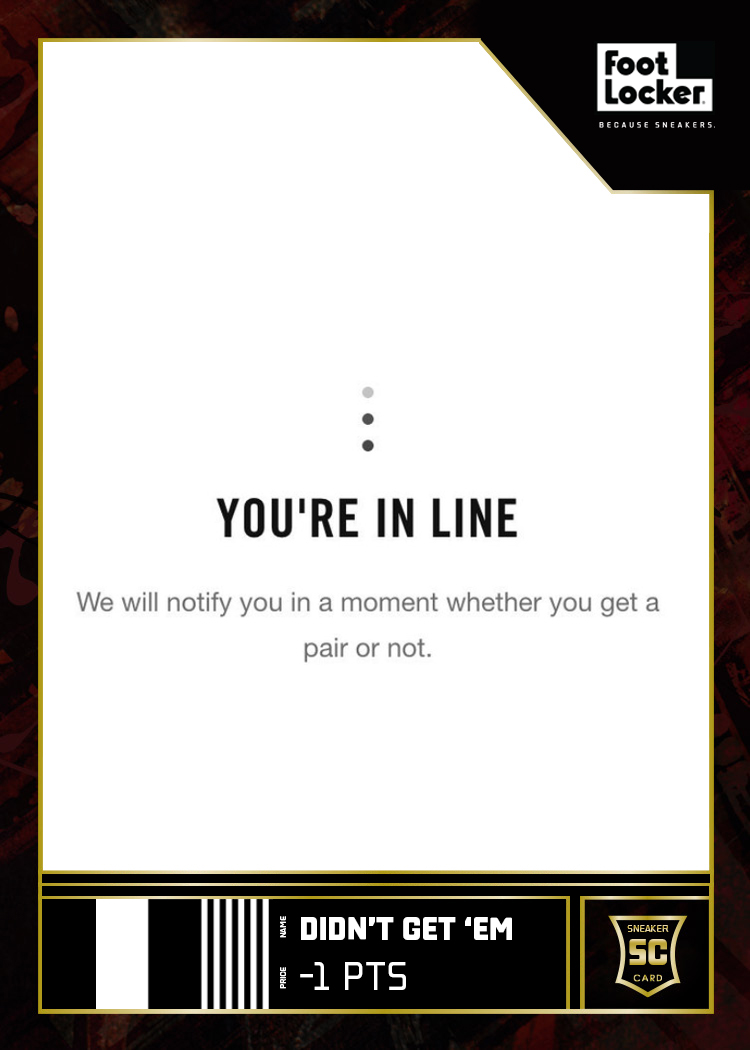 Foot
Locker
BECAUSE SNEAKERS.
YOU'RE IN LINE
We will notify you in a moment whether you get a
pair or not.
NAME
DIDN'T GET ‘EM
PRICE
-1 PTS
SNEAKER
SC
CARD